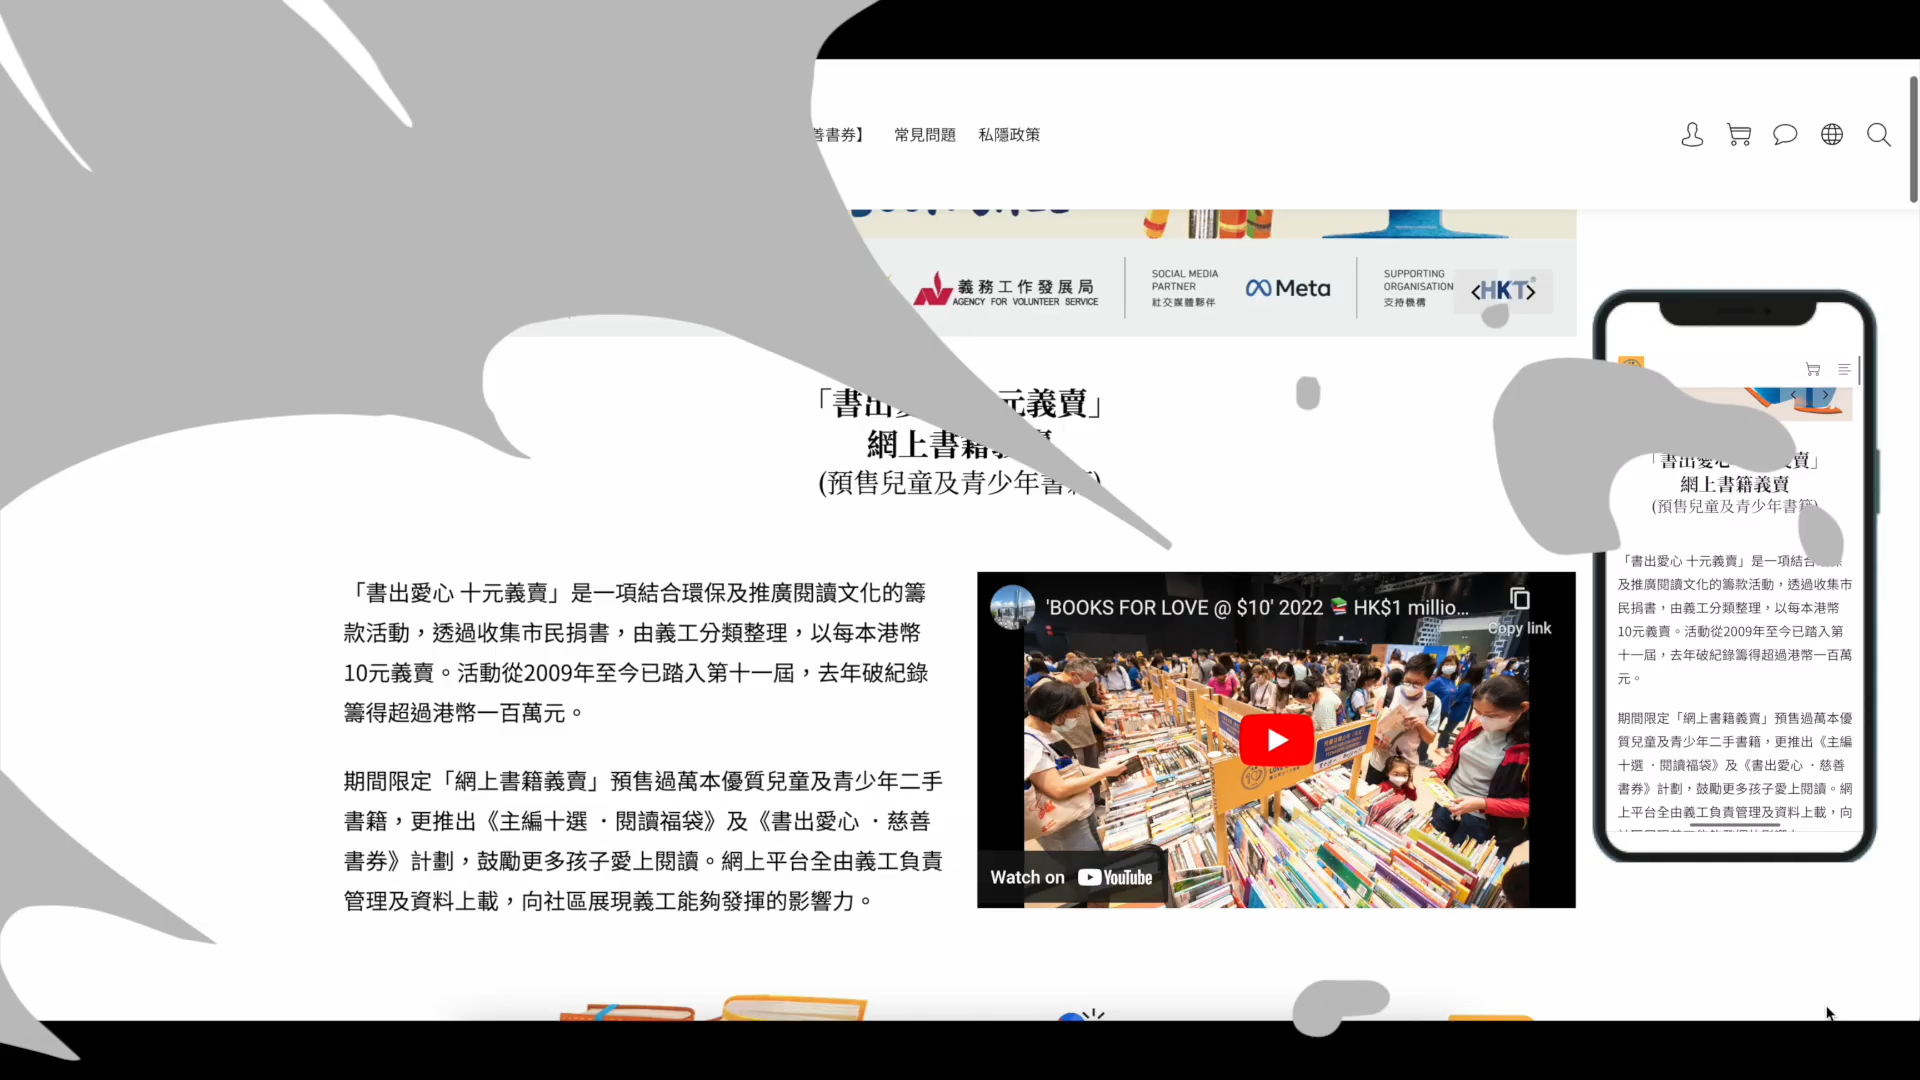 善書券】 常見問題 私隱政策
義務工作發展局
AGENCY FOR VOLUNTEER SERVICE
SOCIAL MEDIA
PARTNER
社交媒體夥伴
Meta
SUPPORTING
ORGANISATION
支持機構
HKT
「書出 元義賣」
網上書籍
(預售兒童及青少年書
「書出愛心 十元義賣」是一項結合環保及推廣閱讀文化的籌
款活動，透過收集市民捐書，由義工分類整理，以每本港幣
10元義賣。活動從2009年至今已踏入第十一屆，去年破紀錄
籌得超過港幣一百萬元。
期間限定「網上書籍義賣」預售過萬本優質兒童及青少年二手
書籍，更推出《主編十選 ．閱讀福袋》及《書出愛心 ．慈善
書券》計劃，鼓勵更多孩子愛上閱讀。網上平台全由義工負責
管理及資料上載，向社區展現義工能夠發揮的影響力。
'BOOKS FOR LOVE @ $10' 2022 📚 HK$1 millio...
Copy link
Watch on YouTube
「書出愛 賣」
網上書籍義賣
(預售兒童及青少年書籍)
「書出愛心 十元義賣」是一項結合
及推廣閱讀文化的籌款活動，透過收集市
民捐書，由義工分類整理，以每本港幣
10元義賣。活動從2009年至今已踏入第
十一屆，去年破紀錄籌得超過港幣一百萬
元。
期間限定「網上書籍義賣」預售過萬本優
質兒童及青少年二手書籍，更推出《主編
十選 ．閱讀福袋》及《書出愛心 ．慈善
書券》計劃，鼓勵更多孩子愛上閱讀。網
上平台全由義工負責管理及資料上載，向